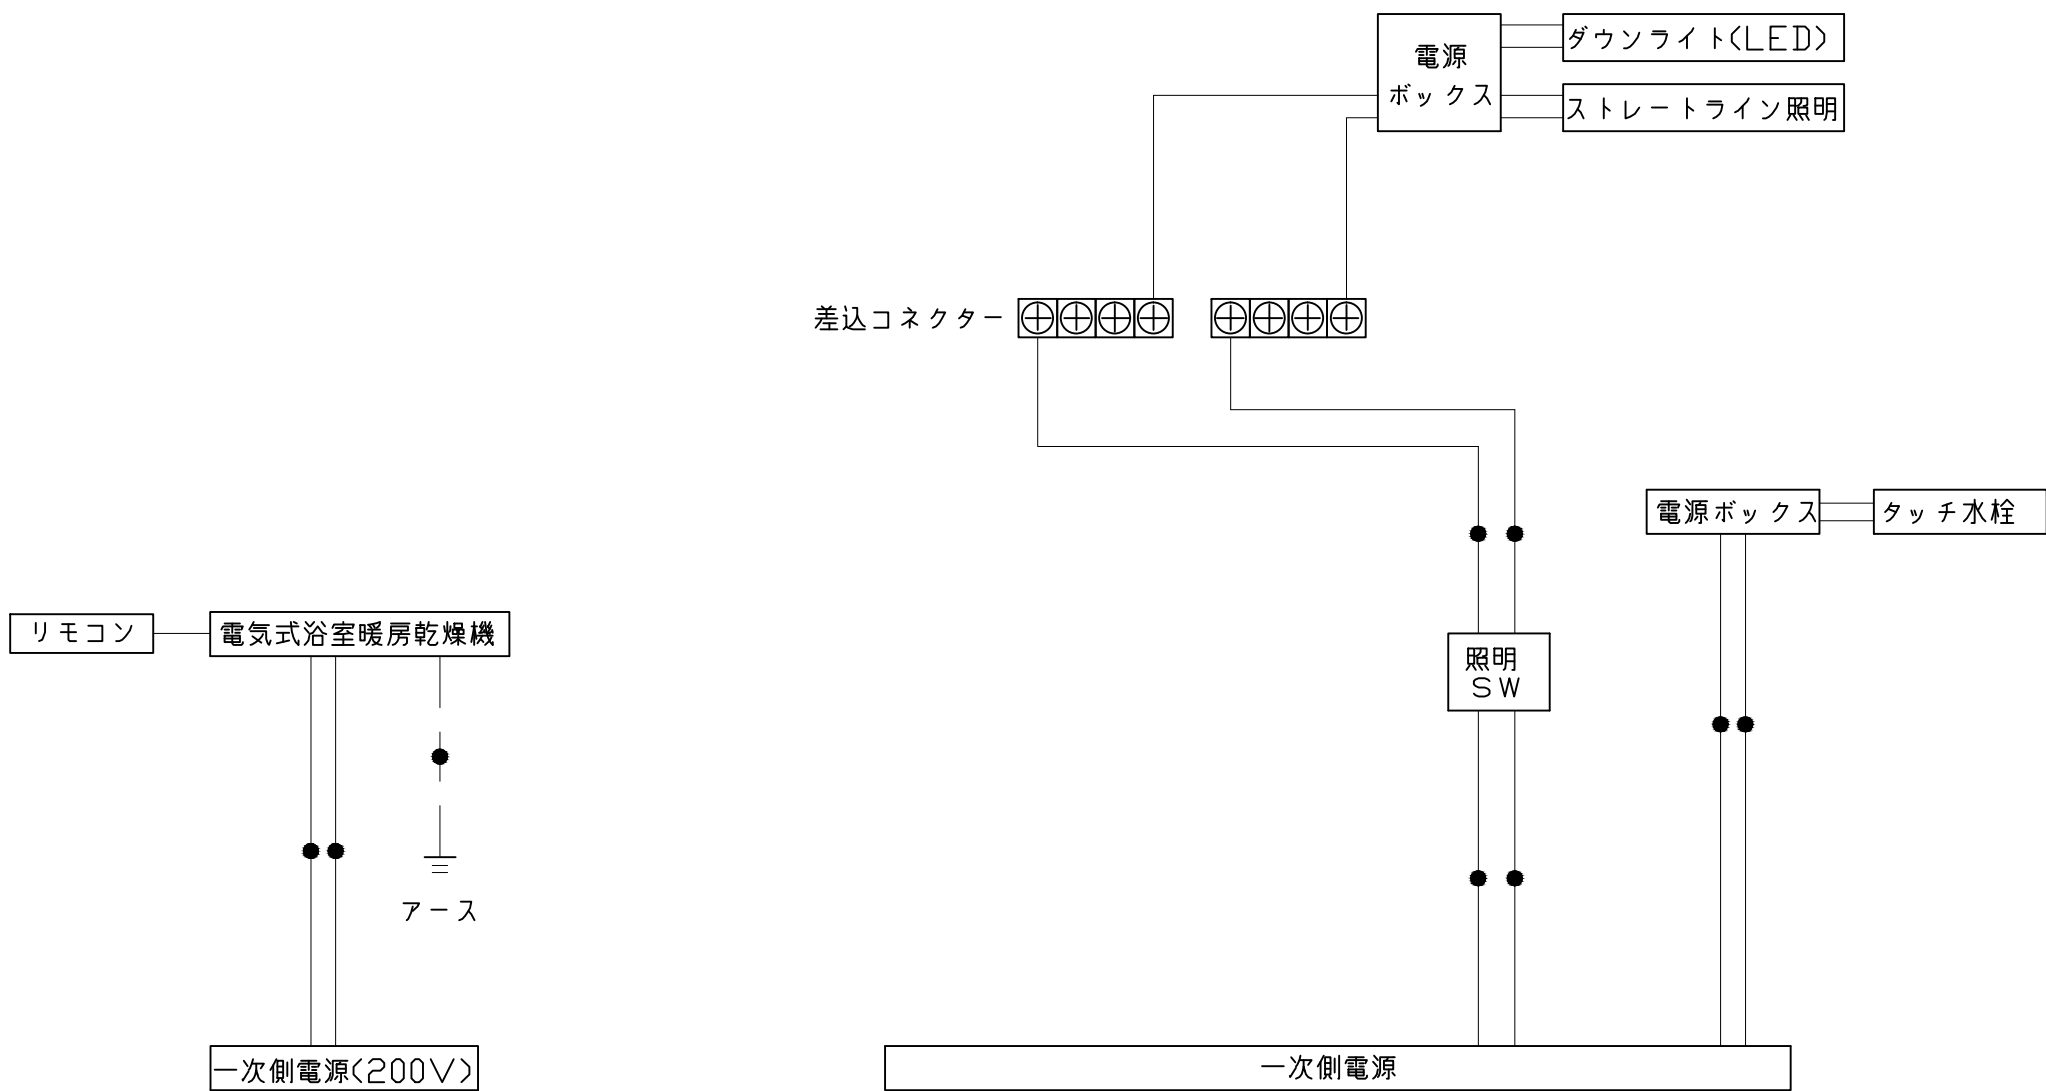 電源
ボックス
ダウンライト(LED)
ストレートライン照明
差込コネクター
電源ボックス
タッチ水栓
リモコン
電気式浴室暖房乾燥機
照明
SW
アース
一次側電源(200V)
一次側電源